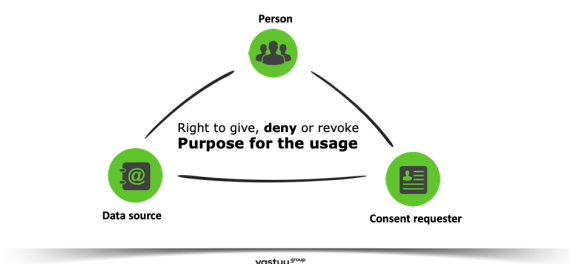 Person
Right to give, deny or revoke
Purpose for the usage
@
Data source
Consent requester
vastuu group